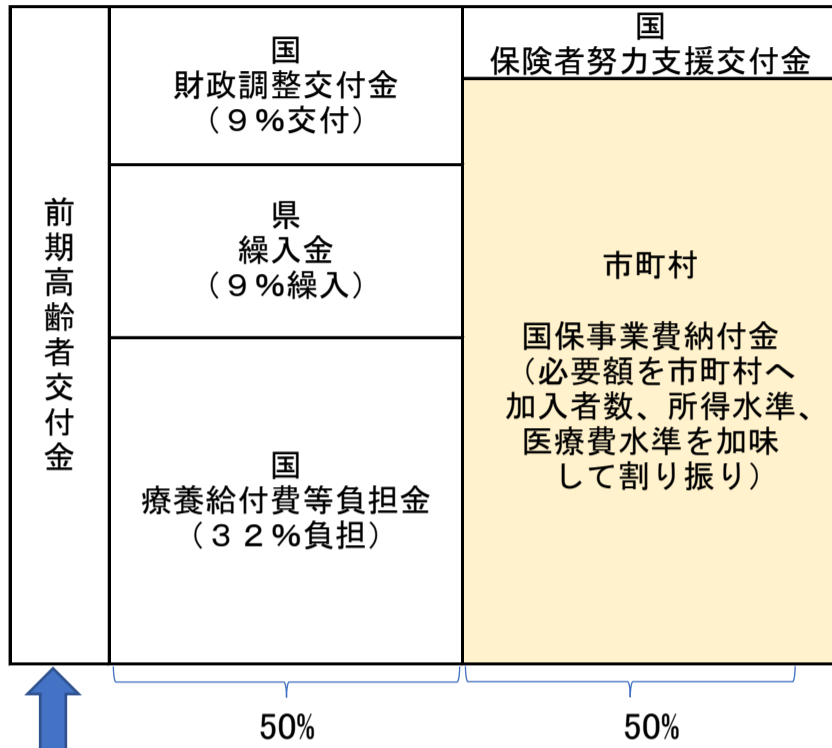 前期高齢者交付金
国
財政調整交付金
（９％交付）
県
繰入金
（９％繰入）
国
療養給付費等負担金
（３２％負担）
国
保険者努力支援交付金
市町村
国保事業費納付金
（必要額を市町村へ
加入者数、所得水準、
医療費水準を加味
して割り振り）
50%
50%